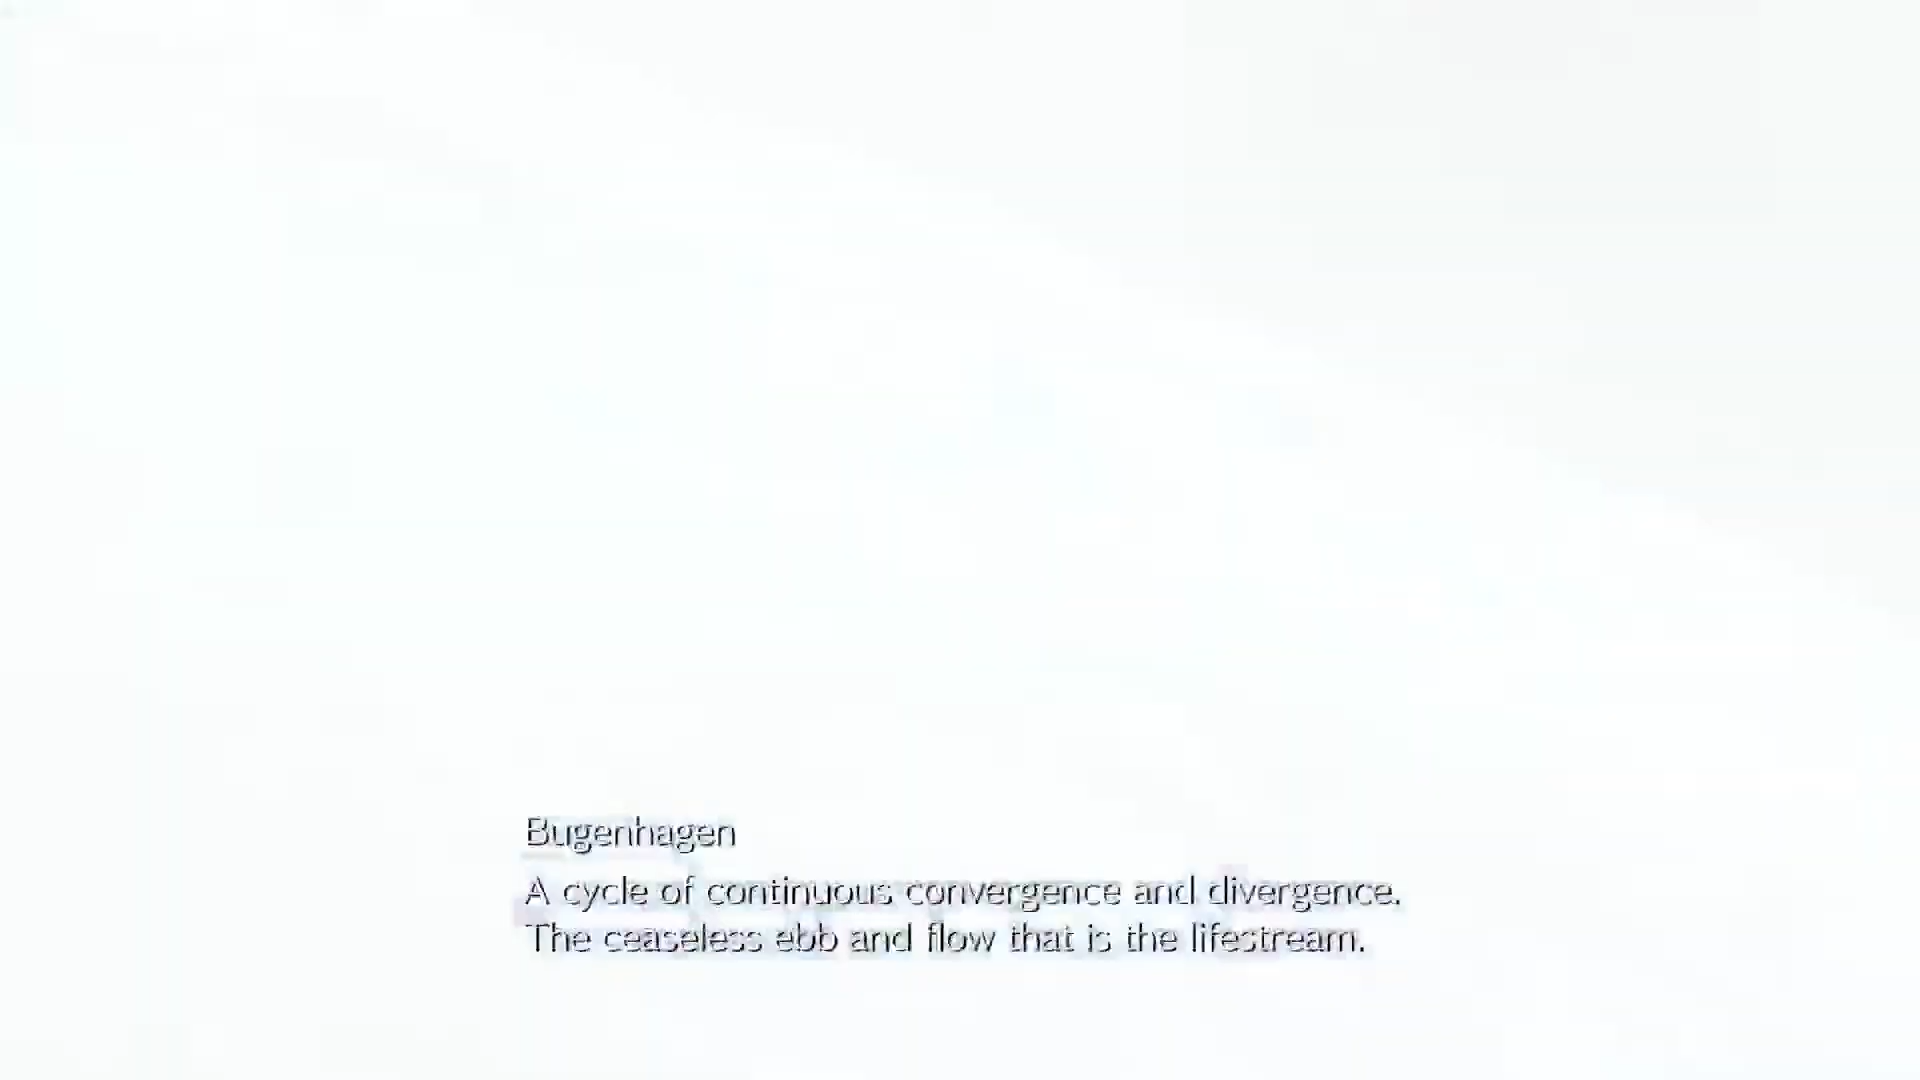 Bugenhagen
A cycle of continuous convergence and divergence.
The ceaseless ebb and flow that is the lifestream.